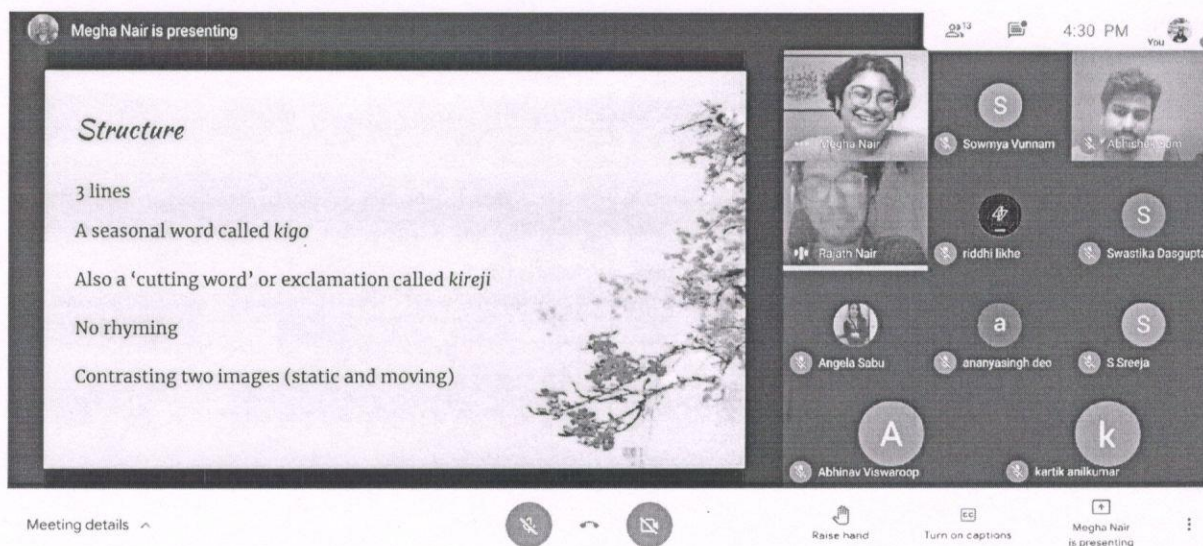 Megha Nair is presenting
13
4:30 PM
You
Structure
3 lines
A seasonal word called kigo
Also a ‘cutting word’ or exclamation called kireji
No rhyming
Contrasting two images (static and moving)
Megha Nair
S
Sowmya Vunnam
Rajath Nair
riddhi likhe
S
Swastika Dasgupta
Angela Sabu
a
ananyasingh deo
S
S.Sreeja
A
Abhinav Viswaroop
k
kartik anilkumar
Meeting details
Raise hand
CC
Turn on captions
Megha Nair
is presenting